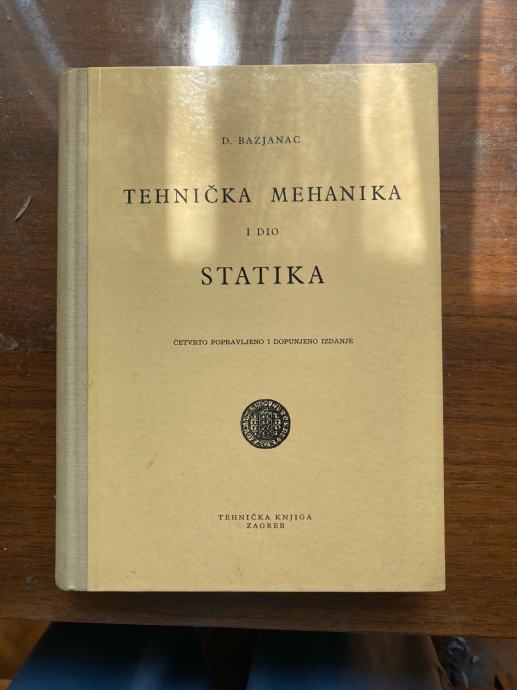 D. BAZJANAC
TEHNIČKA MEHANIKA
I DIO
STATIKA
ČETVRTO POPRAVLJENO I DOPUNJENO IZDANJE
TEHNIČKA KNJIGA
ZAGREB